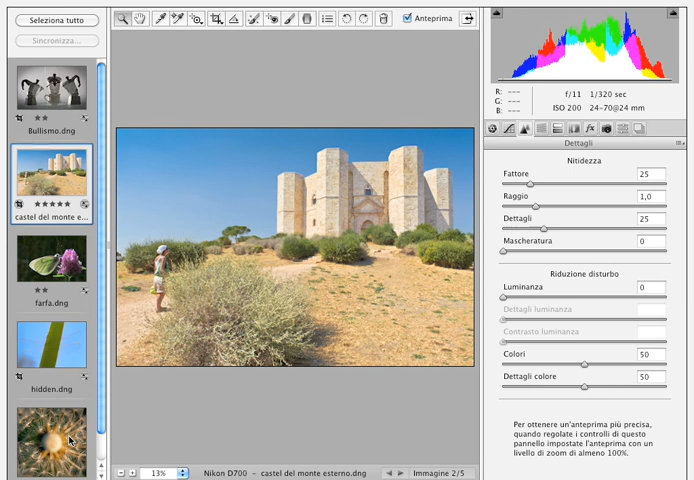 Seleziona tutto
Sincronizza...
Bullismo.dng
castel del monte e...
farfa.dng
hidden.dng
Anteprima
13%
Nikon D700 - castel del monte esterno.dng
Immagine 2/5
R: ---
G: ---
B: ---
f/11 1/320 sec
ISO 200 24-70@24 mm
fx
Dettagli
Nitidezza
Fattore 25
Raggio 1,0
Dettagli 25
Mascheratura 0
Riduzione disturbo
Luminanza 0
Dettagli luminanza
Contrasto luminanza
Colori 50
Dettagli colore 50
Per ottenere un'anteprima più precisa,
quando regolate i controlli di questo
pannello impostate l'anteprima con un
livello di zoom di almeno 100%.